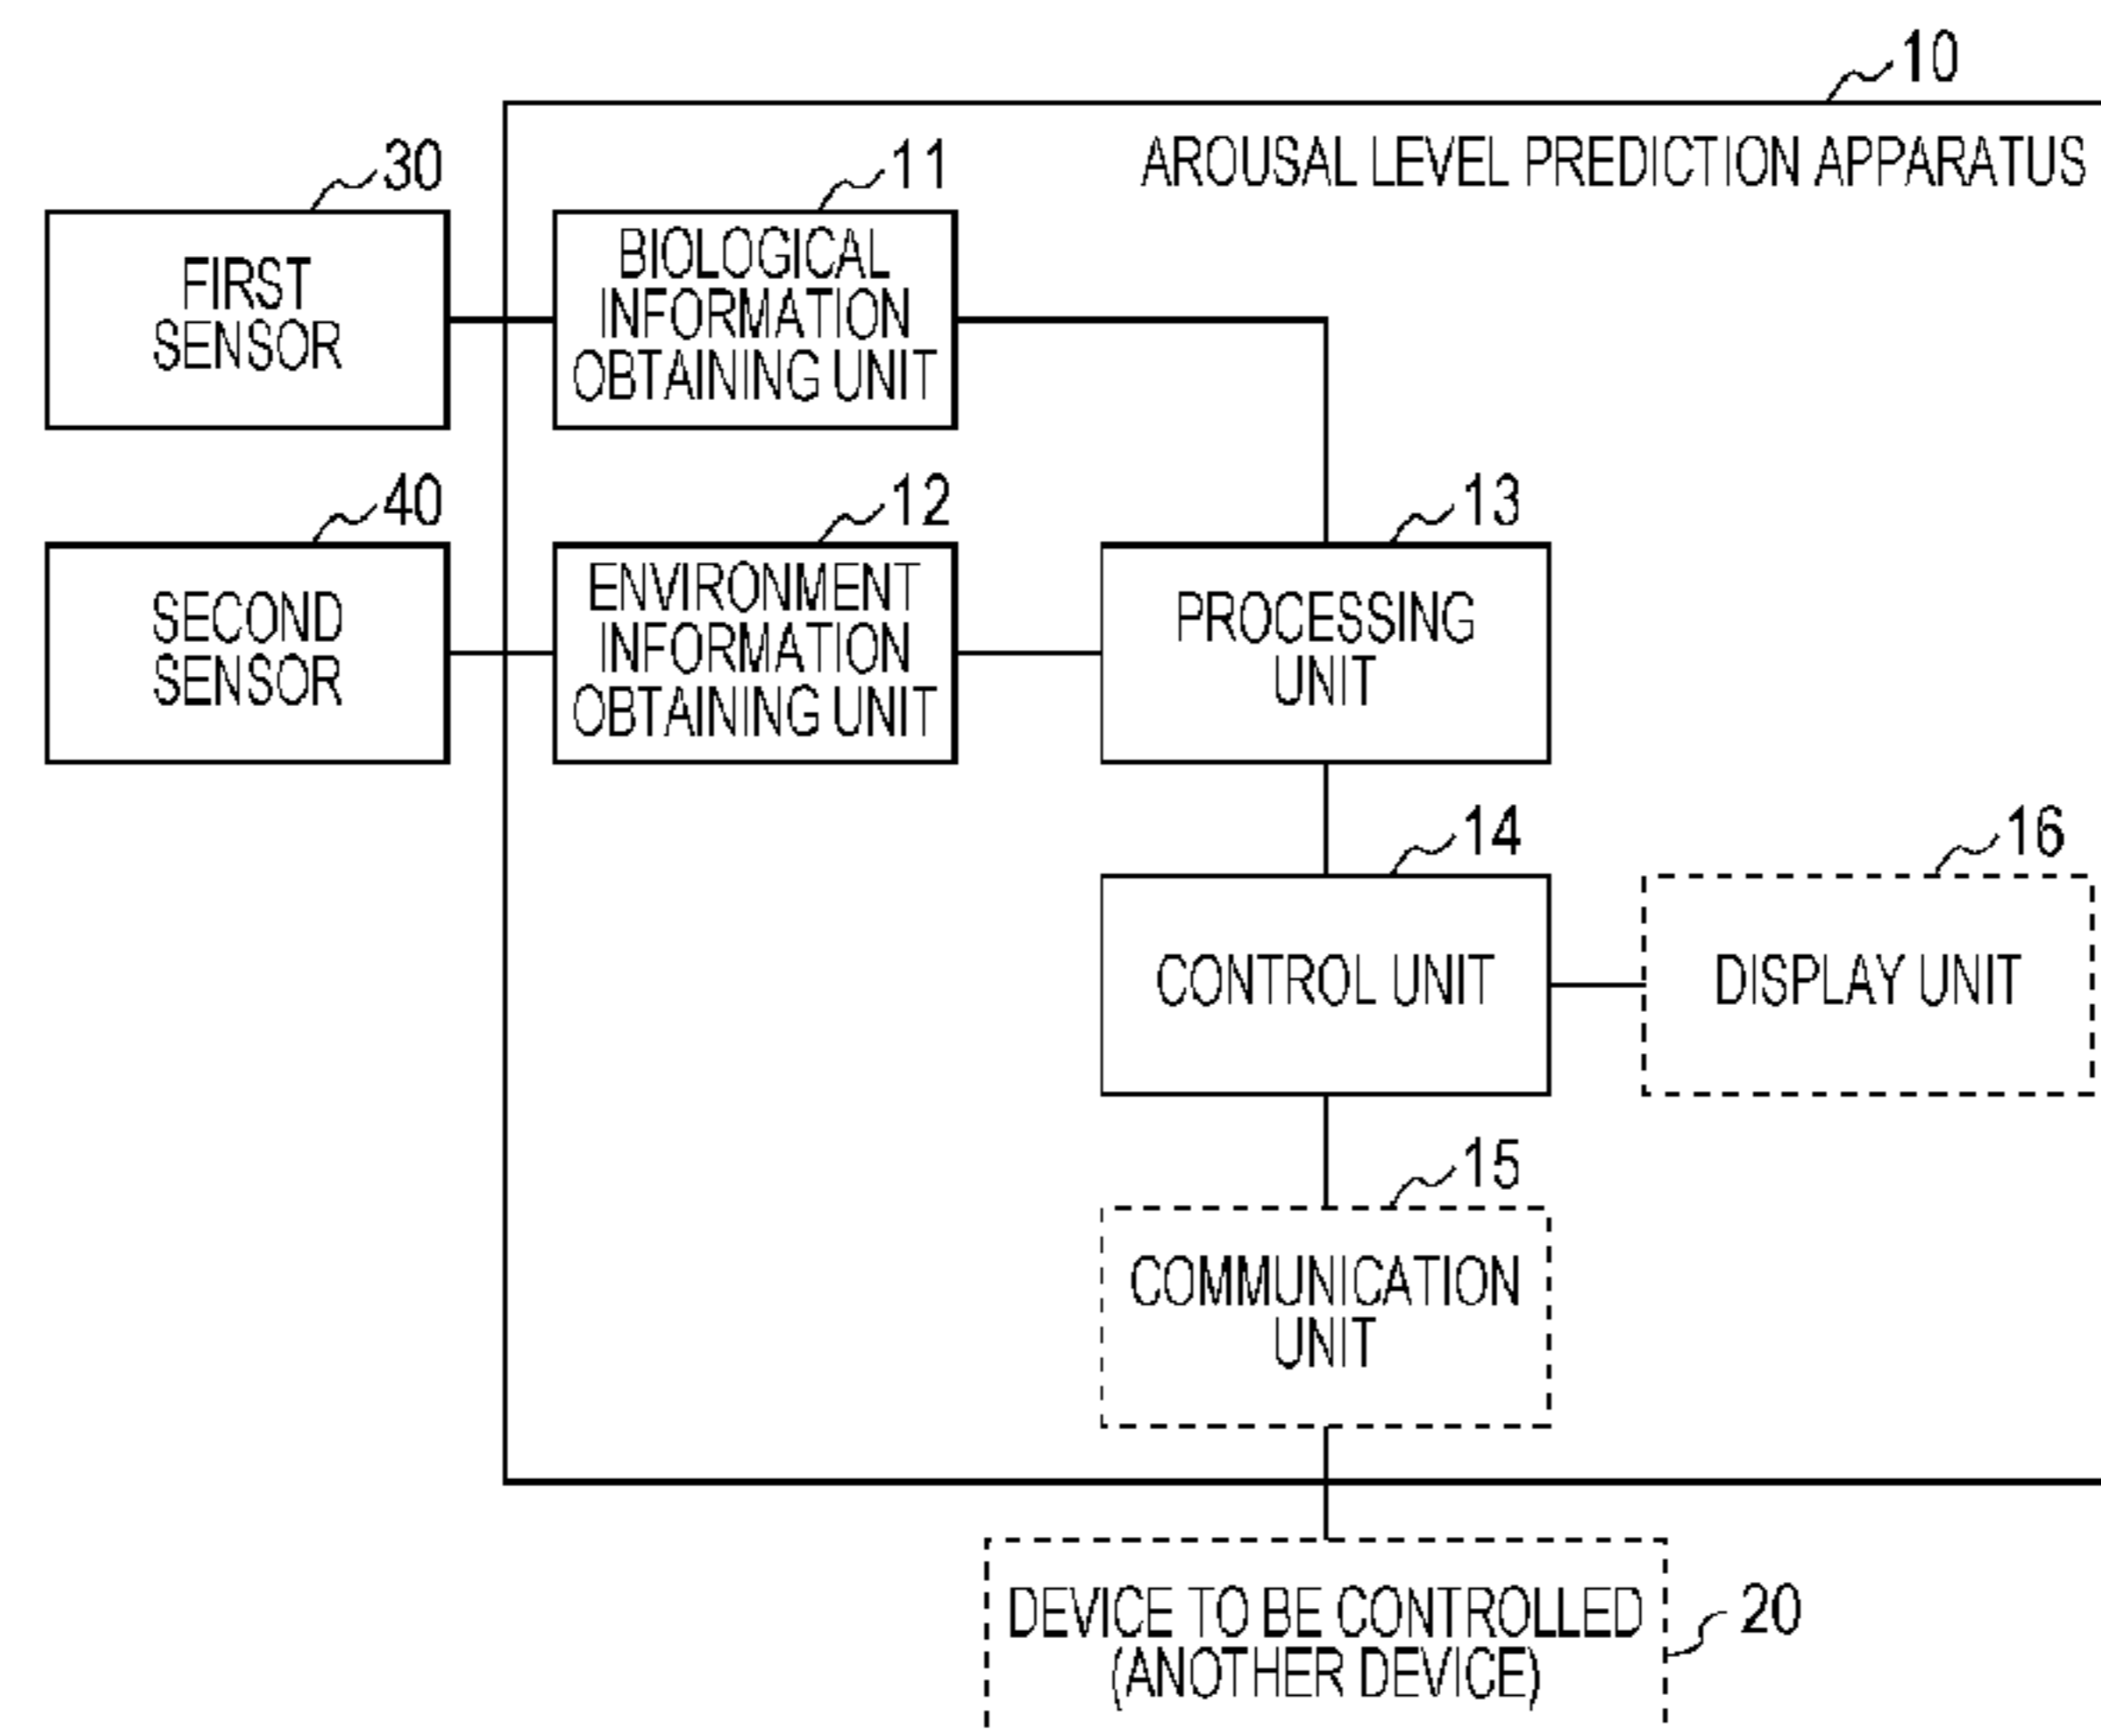 10
AROUSAL LEVEL PREDICTION APPARATUS
30
11
FIRST
SENSOR
BIOLOGICAL
INFORMATION
OBTAINING UNIT
40
12
13
SECOND
SENSOR
ENVIRONMENT
INFORMATION
OBTAINING UNIT
PROCESSING
UNIT
14
16
CONTROL UNIT
DISPLAY UNIT
15
COMMUNICATION
UNIT
DEVICE TO BE CONTROLLED
(ANOTHER DEVICE)
20